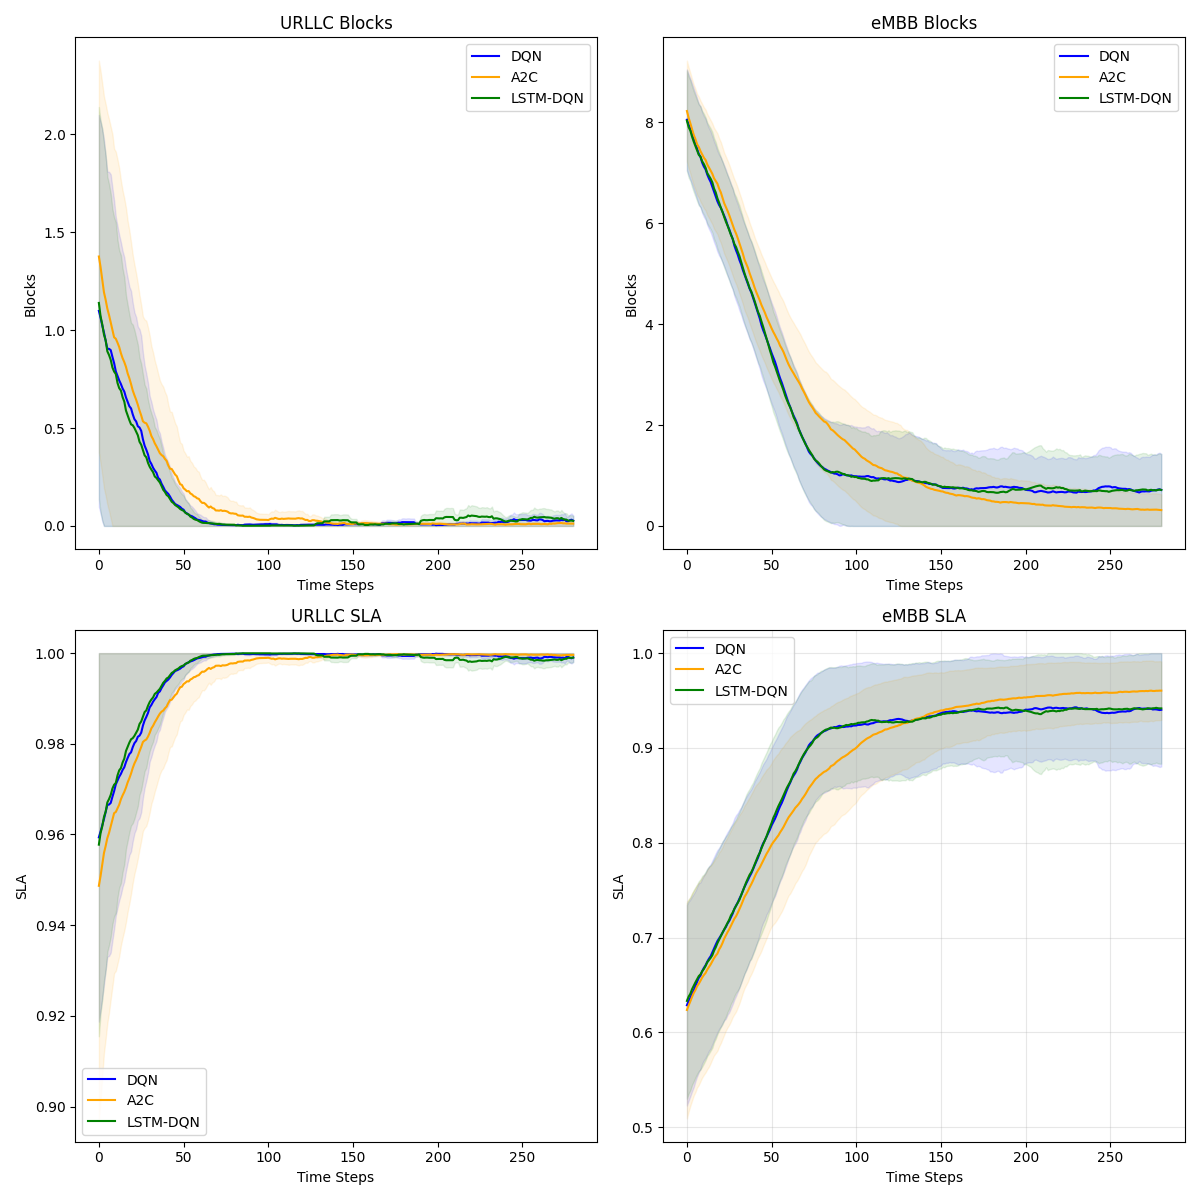 URLLC Blocks
Blocks
2.0
1.5
1.0
0.5
0.0
0 50 100 150 200 250
Time Steps
DQN
A2C
LSTM-DQN
eMBB Blocks
Blocks
8
6
4
2
0
0 50 100 150 200 250
Time Steps
DQN
A2C
LSTM-DQN
URLLC SLA
SLA
1.00
0.98
0.96
0.94
0.92
0.90
0 50 100 150 200 250
Time Steps
DQN
A2C
LSTM-DQN
eMBB SLA
SLA
1.0
0.9
0.8
0.7
0.6
0.5
0 50 100 150 200 250
Time Steps
DQN
A2C
LSTM-DQN